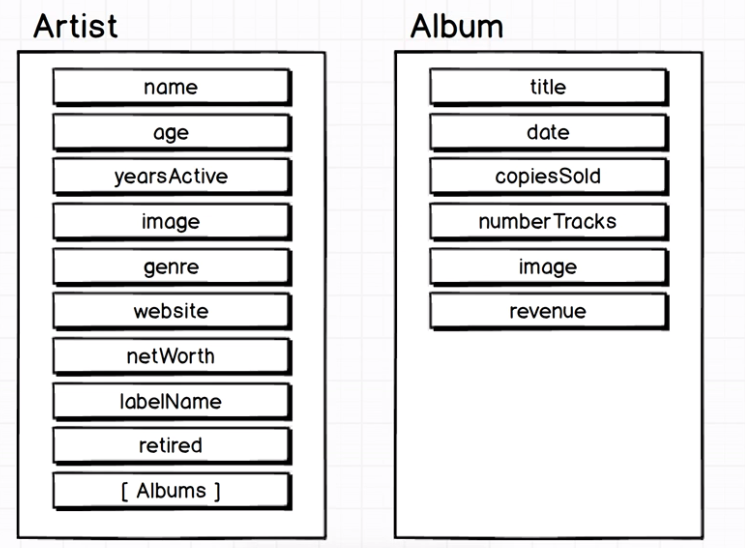 Artist
name
age
yearsActive
image
genre
website
netWorth
labelName
retired
[ Albums ]
Album
title
date
copiesSold
numberTracks
image
revenue